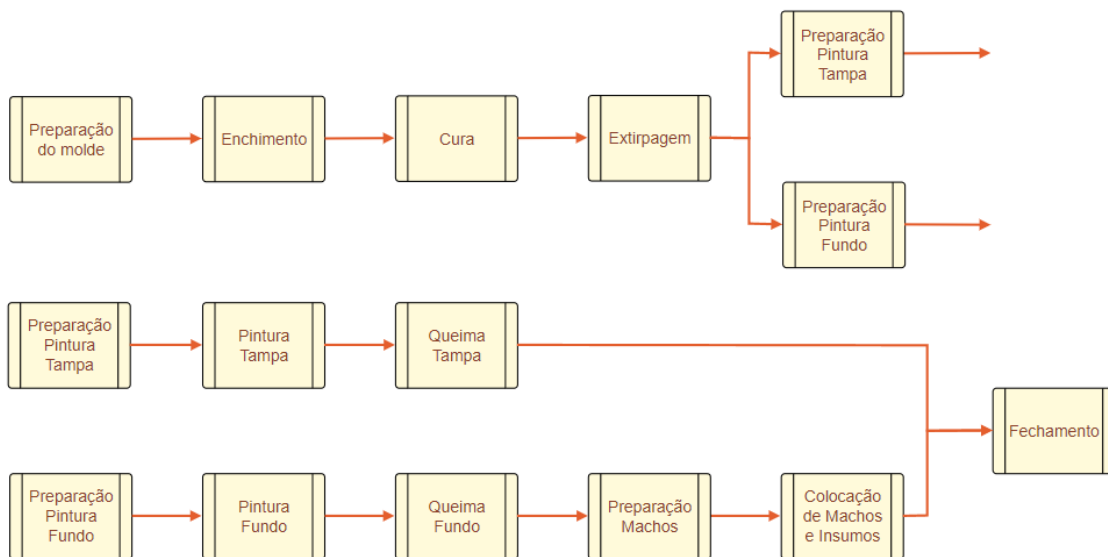 Preparação
Pintura
Tampa
Preparação
do molde
Enchimento
Cura
Extirpagem
Preparação
Pintura
Fundo
Preparação
Pintura
Tampa
Pintura
Tampa
Queima
Tampa
Fechamento
Preparação
Pintura
Fundo
Pintura
Fundo
Queima
Fundo
Preparação
Machos
Colocação
de Machos
e Insumos